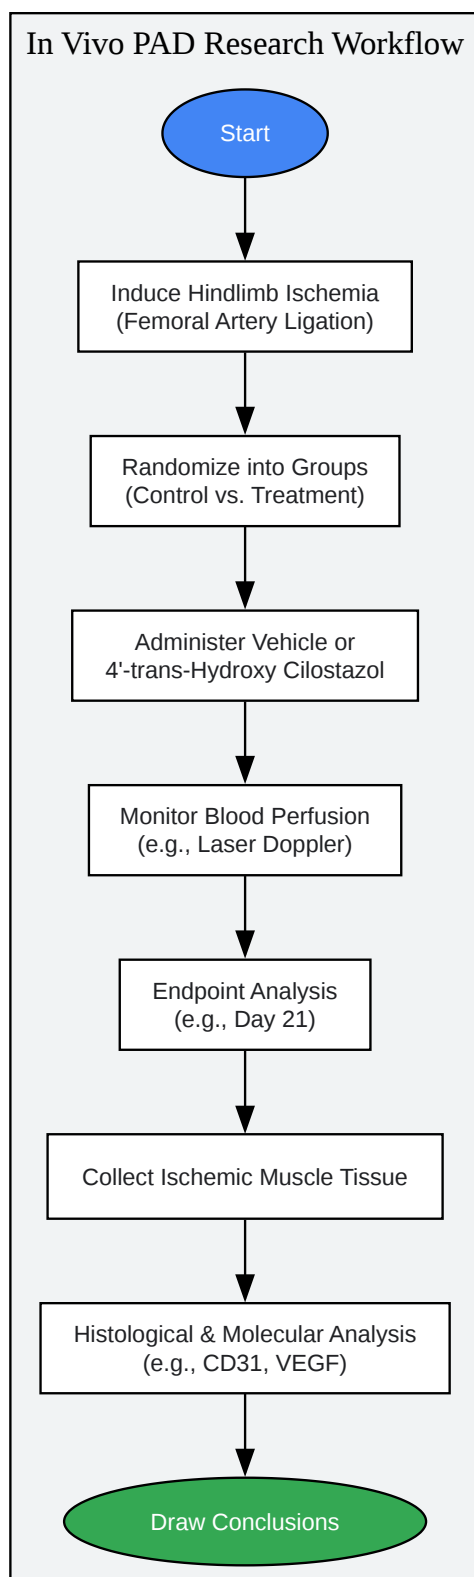 In Vivo PAD Research Workflow
Start
Induce Hindlimb Ischemia
(Femoral Artery Ligation)
Randomize into Groups
(Control vs. Treatment)
Administer Vehicle or
4'-trans-Hydroxy Cilostazol
Monitor Blood Perfusion
(e.g., Laser Doppler)
Endpoint Analysis
(e.g., Day 21)
Collect Ischemic Muscle Tissue
Histological & Molecular Analysis
(e.g., CD31, VEGF)
Draw Conclusions